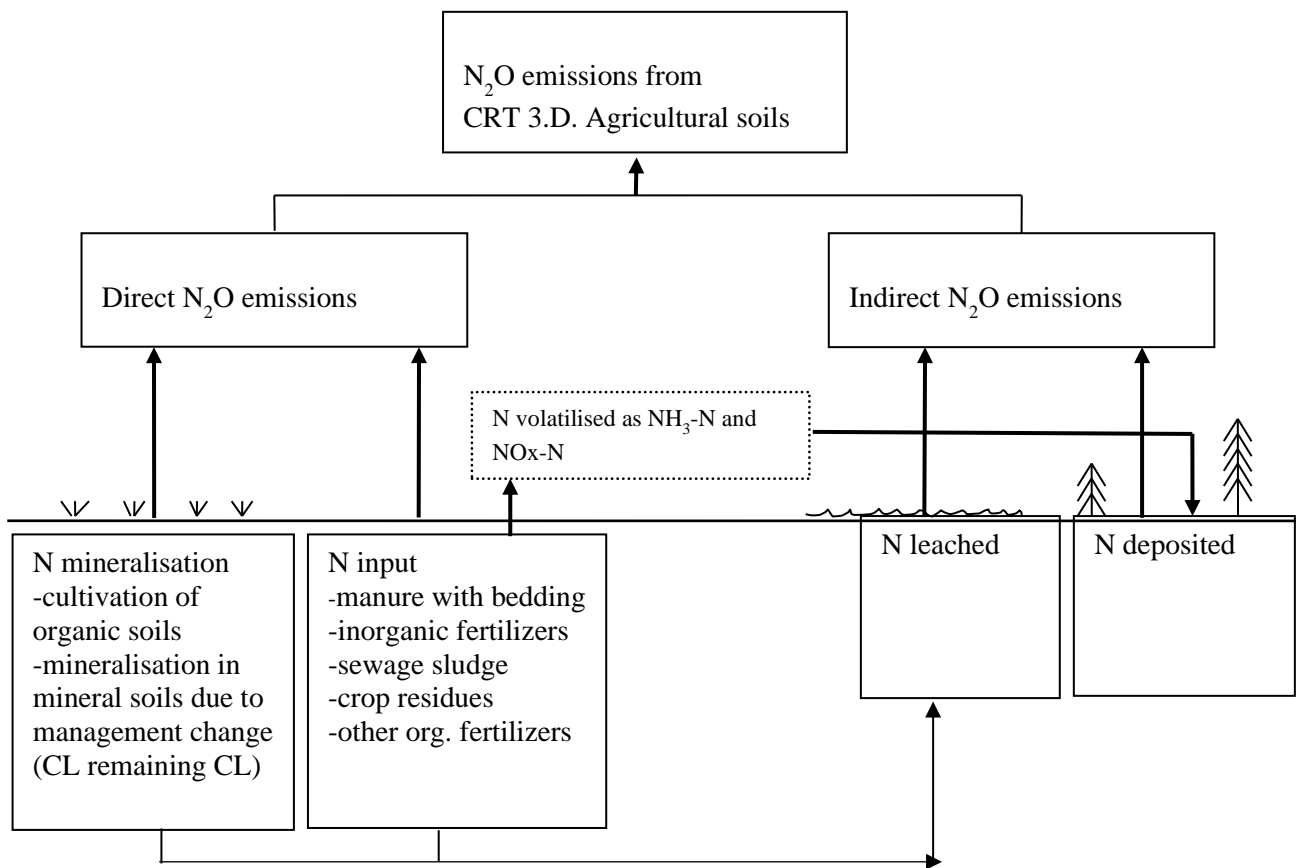 N₂O emissions from
CRT 3.D. Agricultural soils
Direct N₂O emissions
Indirect N₂O emissions
N volatilised as NH₃-N and
NOx-N
N mineralisation
-cultivation of
organic soils
-mineralisation in
mineral soils due to
management change
(CL remaining CL)
N input
-manure with bedding
-inorganic fertilizers
-sewage sludge
-crop residues
-other org. fertilizers
N leached
N deposited